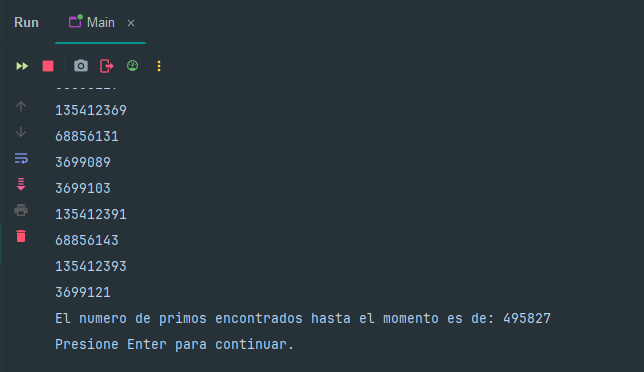 Run
Main
135412369
68856131
3699089
3699103
135412391
68856143
135412393
3699121
El numero de primos encontrados hasta el momento es de: 495827
Presione Enter para continuar.